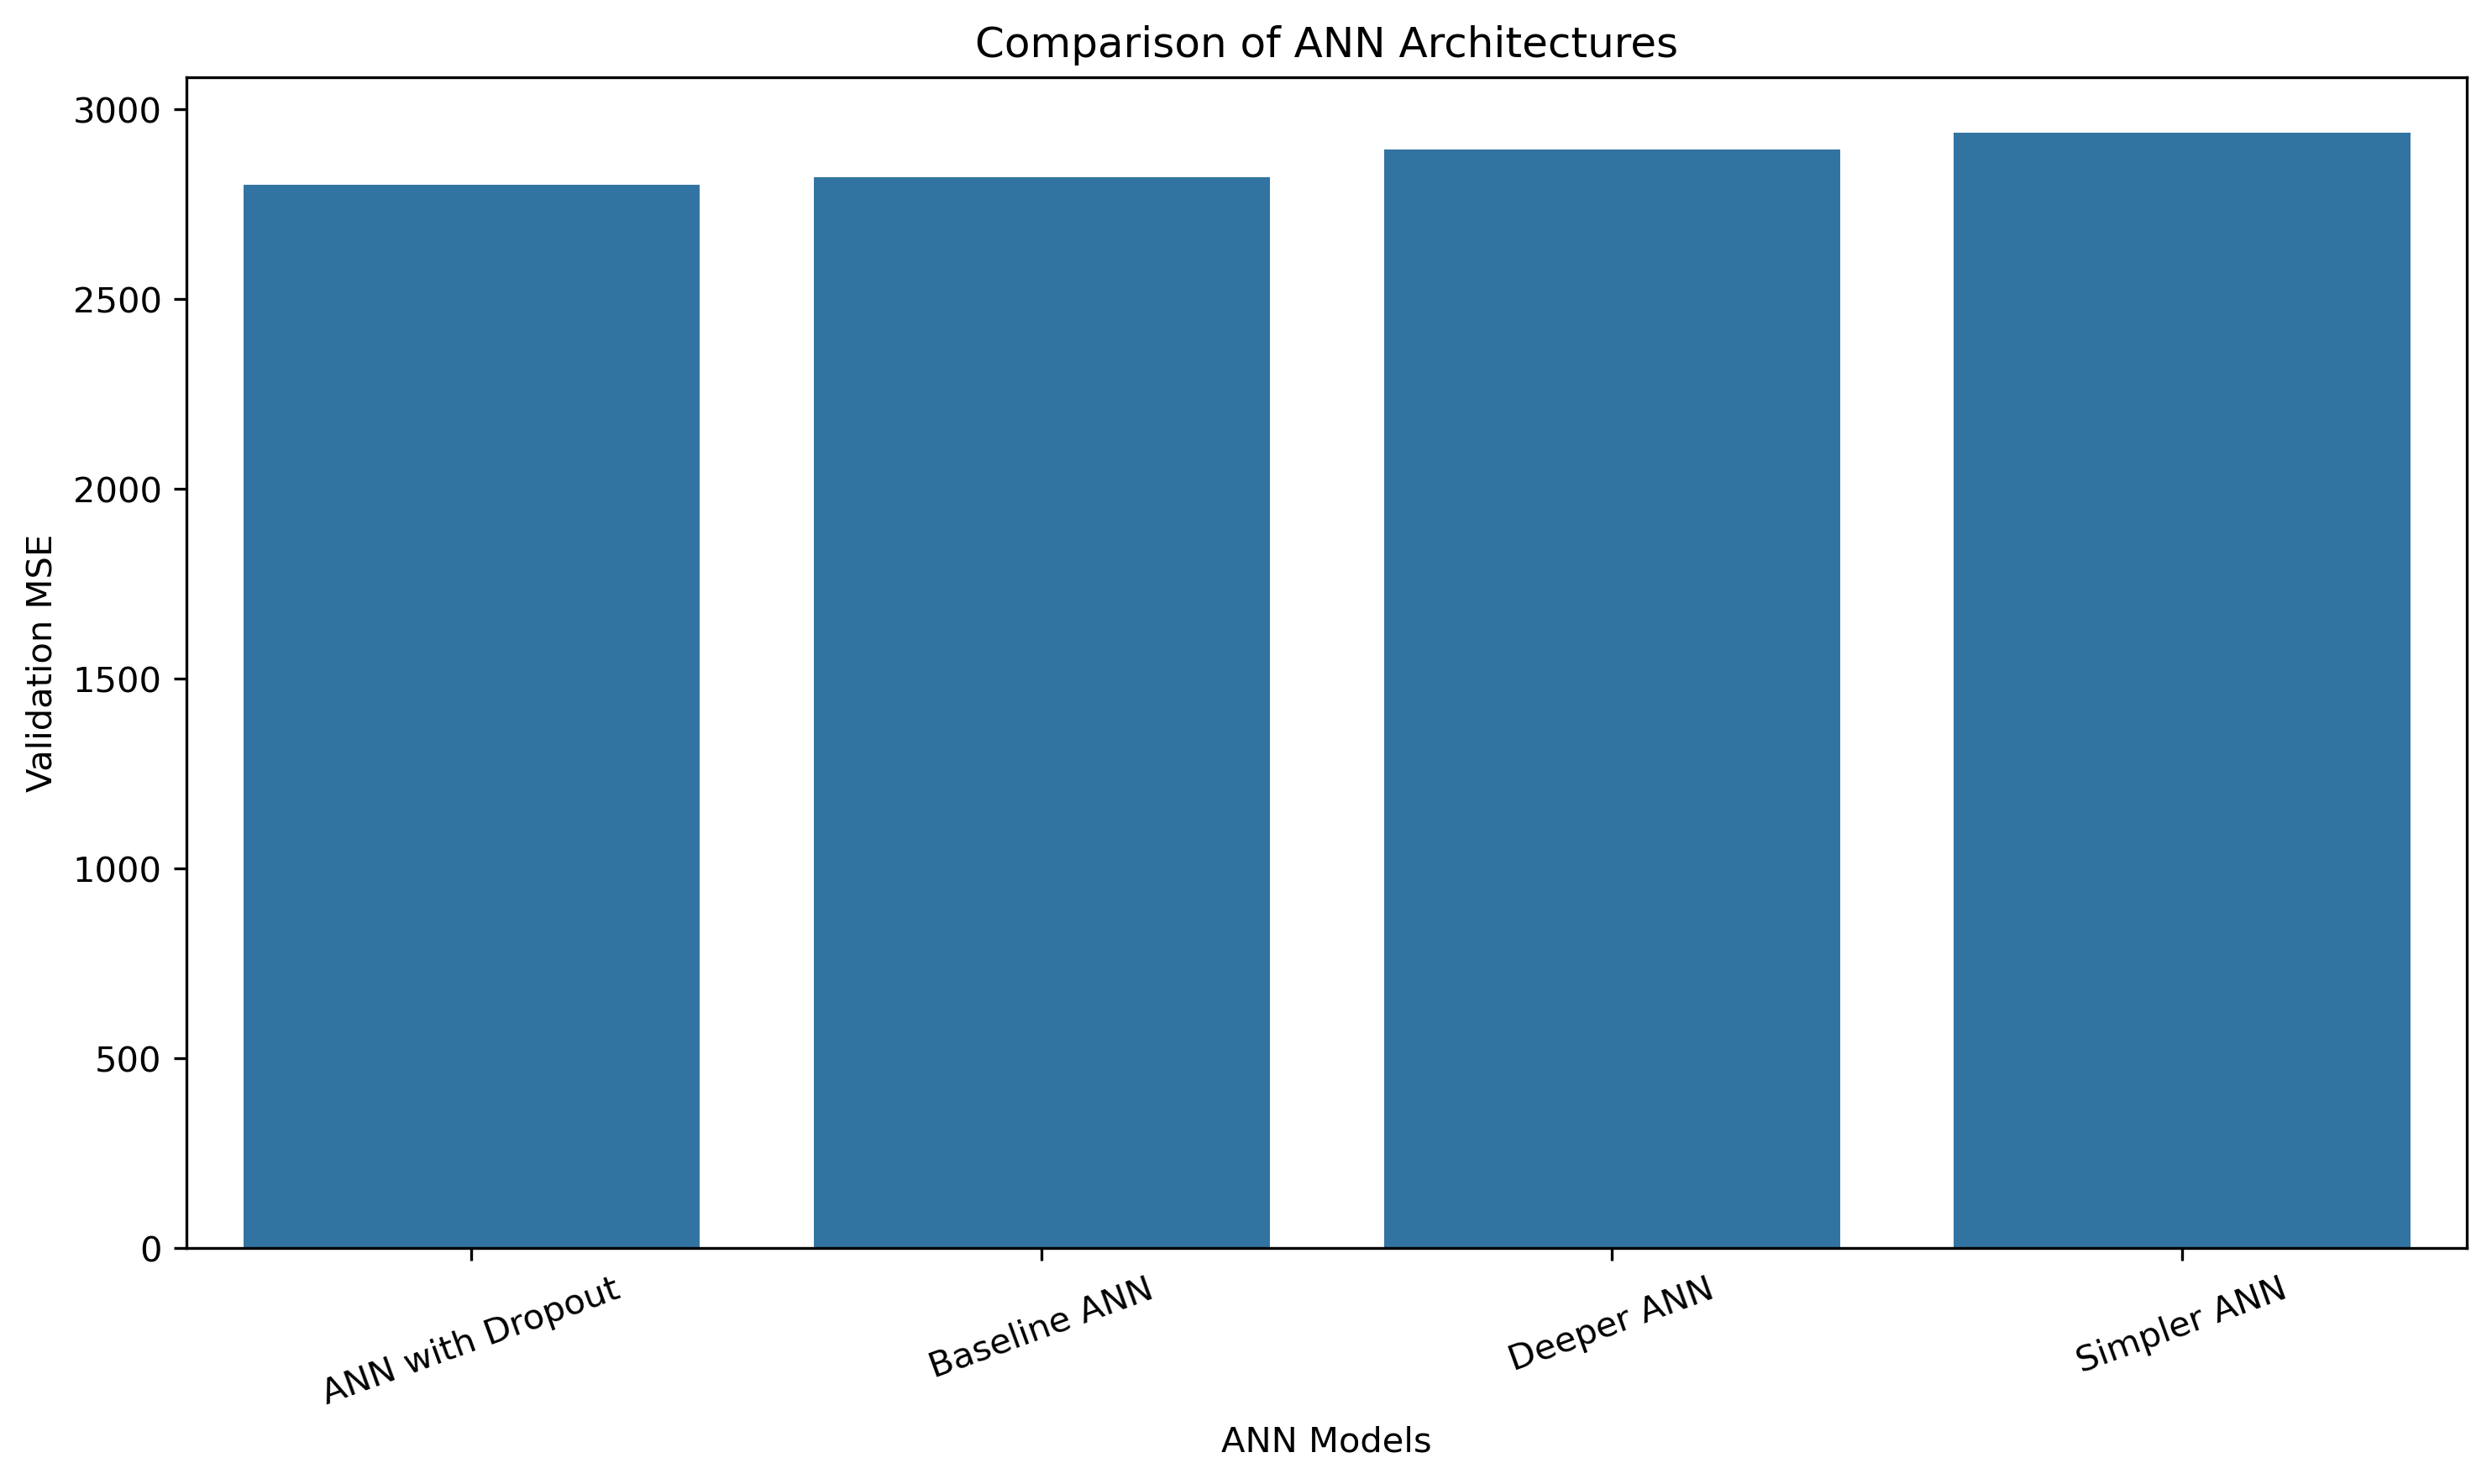 Comparison of ANN Architectures
Validation MSE
3000
2500
2000
1500
1000
500
0
ANN with Dropout
Baseline ANN
Deeper ANN
Simpler ANN
ANN Models